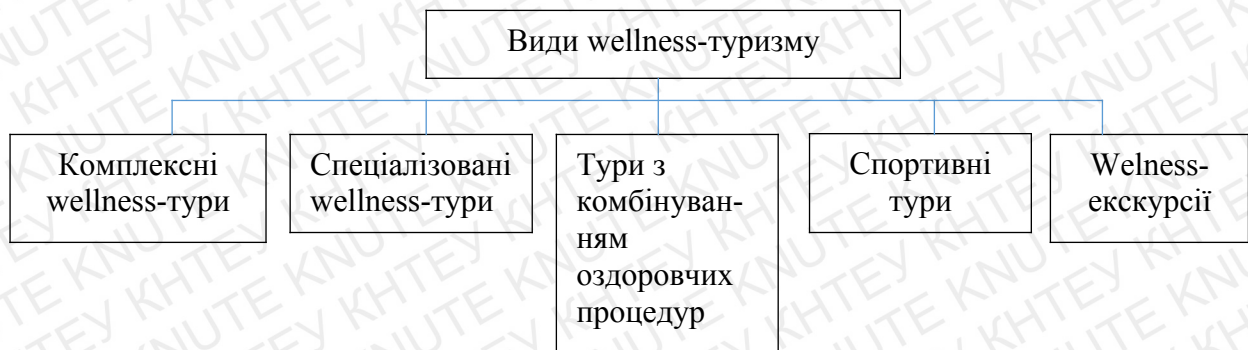 Види wellness-туризму
Комплексні
wellness-тури
Спеціалізовані
wellness-тури
Тури з
комбінуван-
ням
оздоровчих
процедур
Спортивні
тури
Welness-
екскурсії